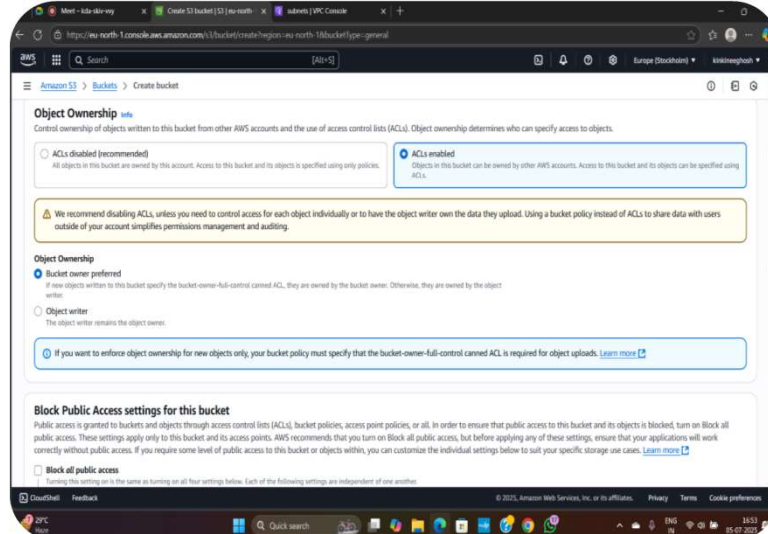 Meet - kda-skiv-wvy
Create S3 bucket | S3 | eu-north-
subnets | VPC Console
https://eu-north-1.console.aws.amazon.com/s3/bucket/create?region=eu-north-1&bucketType=general
aws
Search
[Alt+S]
Europe (Stockholm)
kinkineeghosh
Amazon S3 > Buckets > Create bucket
Object Ownership Info
Control ownership of objects written to this bucket from other AWS accounts and the use of access control lists (ACLs). Object ownership determines who can specify access to objects.
ACLs disabled (recommended)
All objects in this bucket are owned by this account. Access to this bucket and its objects is specified using only policies.
ACLs enabled
Objects in this bucket can be owned by other AWS accounts. Access to this bucket and its objects can be specified using
ACLs.
We recommend disabling ACLs, unless you need to control access for each object individually or to have the object writer own the data they upload. Using a bucket policy instead of ACLs to share data with users
outside of your account simplifies permissions management and auditing.
Object Ownership
Bucket owner preferred
If new objects written to this bucket specify the bucket-owner-full-control canned ACL, they are owned by the bucket owner. Otherwise, they are owned by the object
writer.
Object writer
The object writer remains the object owner.
If you want to enforce object ownership for new objects only, your bucket policy must specify that the bucket-owner-full-control canned ACL is required for object uploads. Learn more
Block Public Access settings for this bucket
Public access is granted to buckets and objects through access control lists (ACLs), bucket policies, access point policies, or all. In order to ensure that public access to this bucket and its objects is blocked, turn on Block all
public access. These settings apply only to this bucket and its access points. AWS recommends that you turn on Block all public access, but before applying any of these settings, ensure that your applications will work
correctly without public access. If you require some level of public access to this bucket or objects within, you can customize the individual settings below to suit your specific storage use cases. Learn more
Block all public access
Turning this setting on is the same as turning on all four settings below. Each of the following settings are independent of one another.
CloudShell Feedback
© 2025, Amazon Web Services, Inc. or its affiliates. Privacy Terms Cookie preferences
29°C
Haze
Quick search
ENG
IN
16:53
05-07-2025